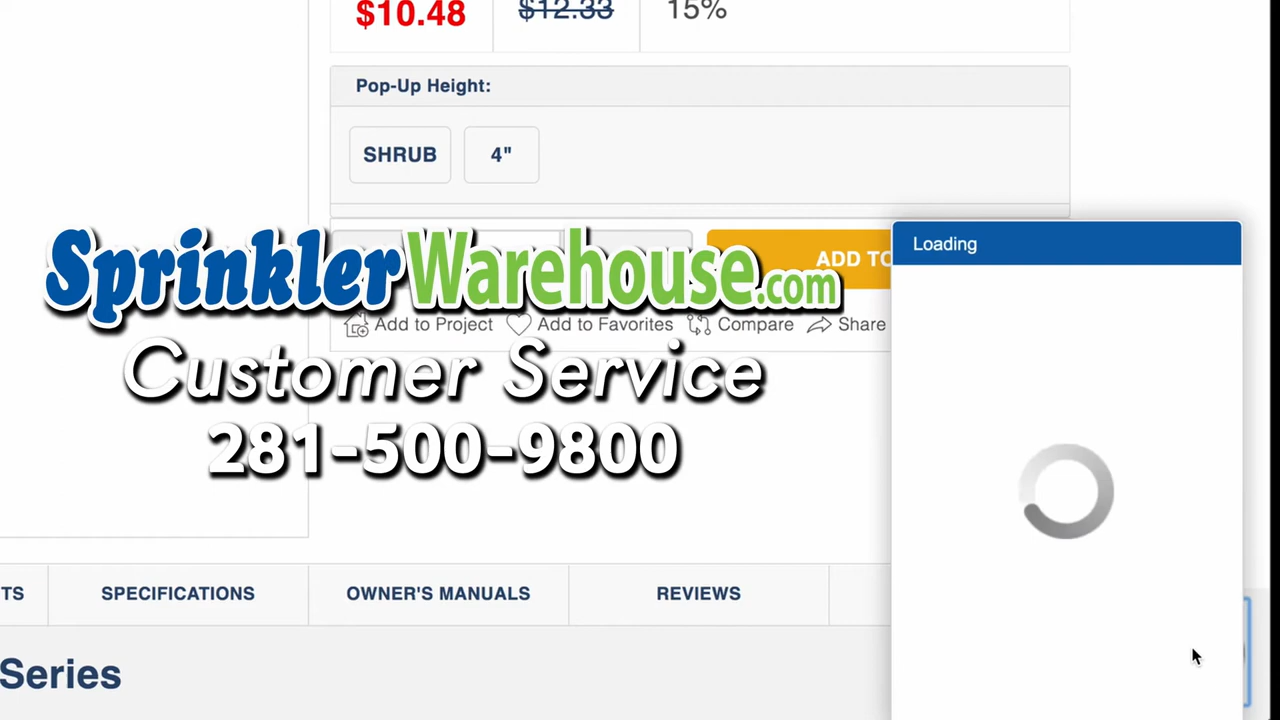 $10.48 $12.33 15%
Pop-Up Height:
SHRUB 4"
SprinklerWarehouse.com
ADD TO
Loading
Add to Project Add to Favorites Compare Share
Customer Service
281-500-9800
TS SPECIFICATIONS OWNER'S MANUALS REVIEWS
Series